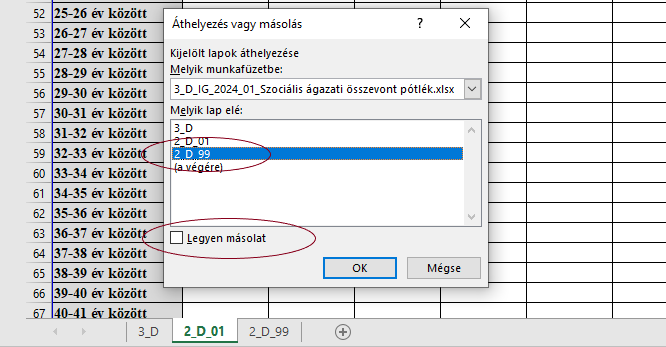 52 25-26 év között
53 26-27 év között
54 27-28 év között
55 28-29 év között
56 29-30 év között
57 30-31 év között
58 31-32 év között
59 32-33 év között
60 33-34 év között
61 34-35 év között
62 35-36 év között
63 36-37 év között
64 37-38 év között
65 38-39 év között
66 39-40 év között
67 40-41 év között
Áthelyezés vagy másolás
?
Kijelölt lapok áthelyezése
Melyik munkafüzetbe:
3_D_IG_2024_01_Szociális ágazati összevont pótlék.xlsx
Melyik lap elé:
3_D
2_D_01
2_D_99
(a végére)
Legyen másolat
OK Mégse
3_D 2_D_01 2_D_99